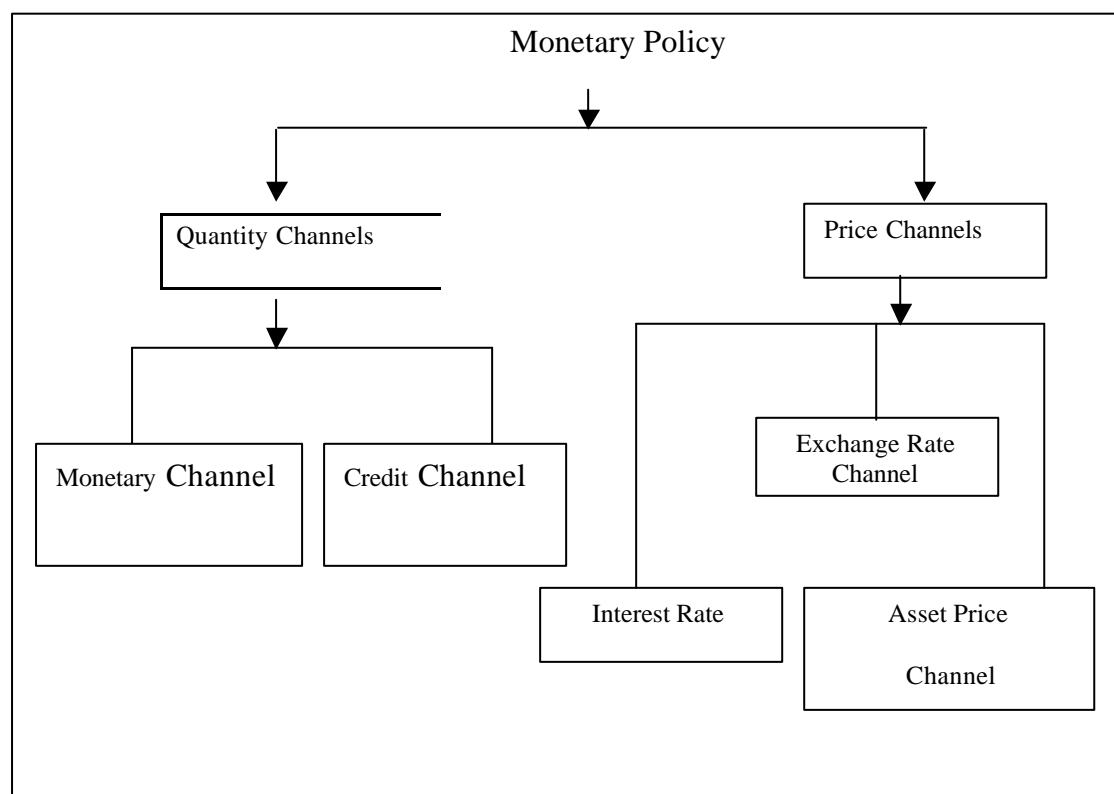 Monetary Policy
Quantity Channels
Price Channels
Monetary Channel
Credit Channel
Exchange Rate
Channel
Interest Rate
Asset Price
Channel